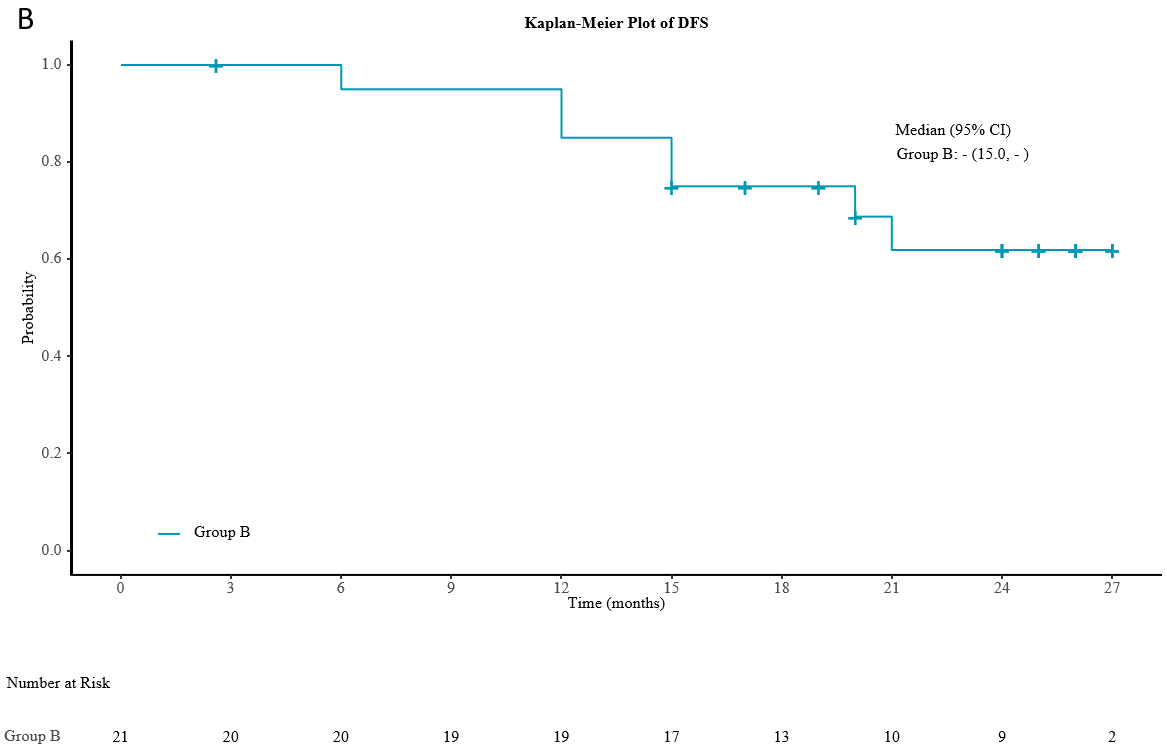 B
Kaplan-Meier Plot of DFS
1.0
0.8
0.6
0.4
0.2
0.0
Probability
Median (95% CI)
Group B: - (15.0, - )
Group B
0 3 6 9 12 15 18 21 24 27
Time (months)
Number at Risk
Group B 21 20 20 19 19 17 13 10 9 2